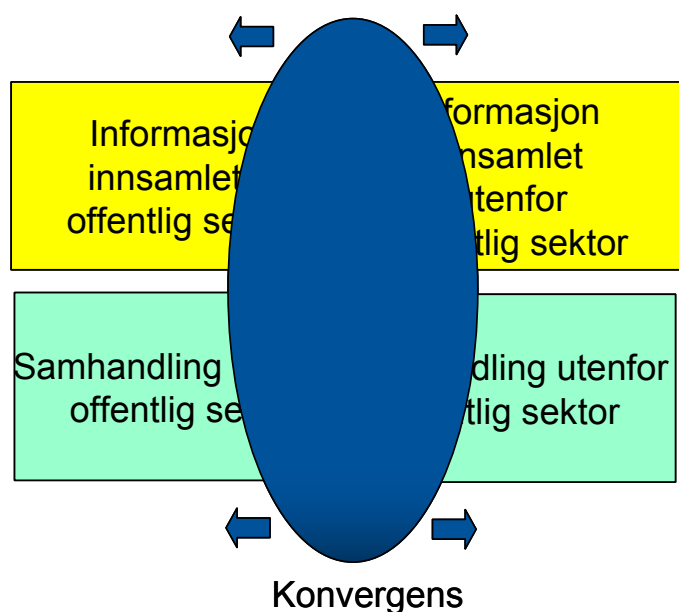 Informasjo
innsamlet
offentlig se
formasjon
nsamlet
utenfor
tlig sektor
Samhandling
offentlig se
dling utenfor
tlig sektor
Konvergens